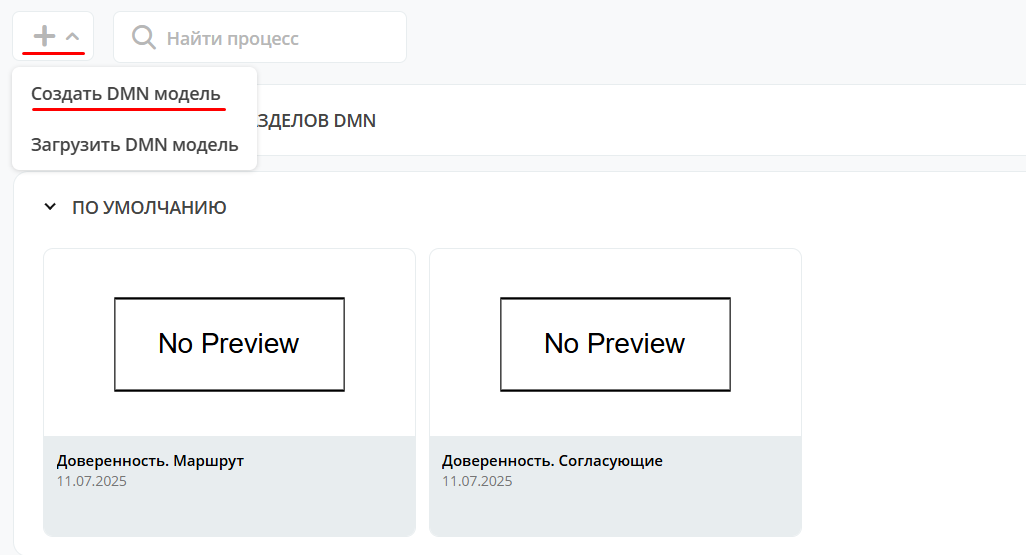 Найти процесс
Создать DMN модель
ЗДЕЛОВ DMN
Загрузить DMN модель
ПО УМОЛЧАНИЮ
No Preview
No Preview
Доверенность. Маршрут
11.07.2025
Доверенность. Согласующие
11.07.2025